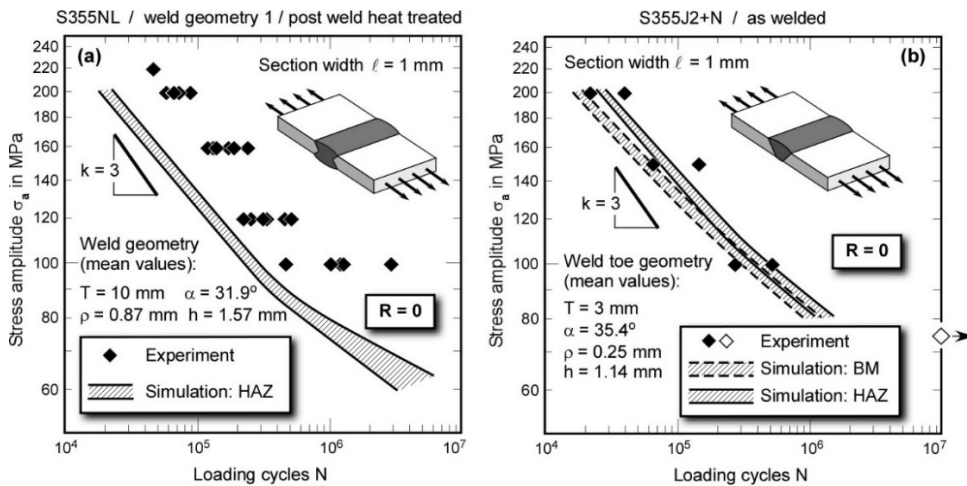 S355NL / weld geometry 1 / post weld heat treated
(a)
Section width ℓ = 1 mm
k = 3
Weld geometry
(mean values):
T = 10 mm α = 31.9º
ρ = 0.87 mm h = 1.57 mm
R = 0
Experiment
Simulation: HAZ
Stress amplitude σa in MPa
240
220
200
180
160
140
120
100
80
60
10⁴ 10⁵ 10⁶ 10⁷
Loading cycles N
S355J2+N / as welded
(b)
Section width ℓ = 1 mm
k = 3
R = 0
Weld toe geometry
(mean values):
T = 3 mm
α = 35.4º
ρ = 0.25 mm
h = 1.14 mm
Experiment
Simulation: BM
Simulation: HAZ
Stress amplitude σa in MPa
240
220
200
180
160
140
120
100
80
60
10⁴ 10⁵ 10⁶ 10⁷
Loading cycles N